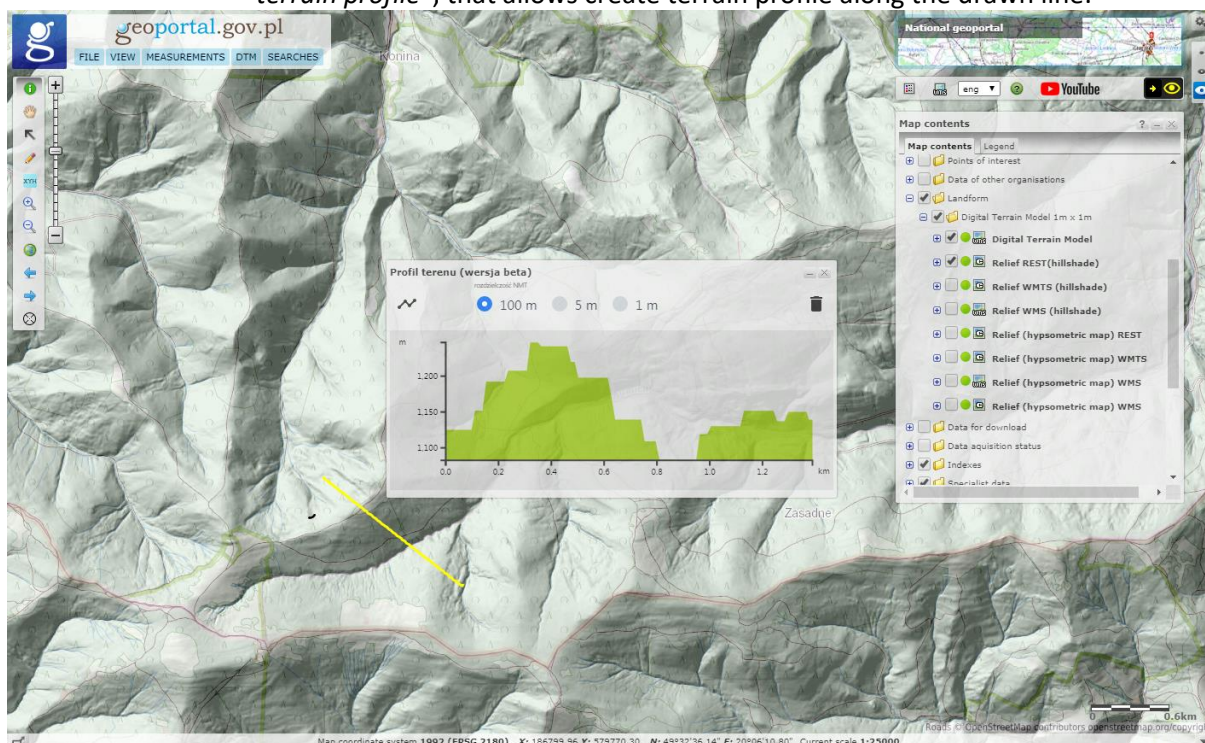 terrain profile", that allows create terrain profile along the drawn line.
geoportal.gov.pl
FILE VIEW MEASUREMENTS DTM SEARCHES
Konina
National geoportal
eng
YouTube
XYH
Map contents
Map contents Legend
Points of interest
Data of other organisations
Landform
Digital Terrain Model 1m x 1m
Digital Terrain Model
Relief REST(hillshade)
Relief WMTS (hillshade)
Relief WMS (hillshade)
Relief (hypsometric map) REST
Relief (hypsometric map) WMTS
Relief (hypsometric map) WMS
Relief (hypsometric map) WMS
Data for download
Data aquisition status
Indexes
Specialist data
Profil terenu (wersja beta)
rozdzielczość NMT
100 m 5 m 1 m
m
1,200
1,150
1,100
0.0 0.2 0.4 0.6 0.8 1.0 1.2 km
Zasadne
0 0.6km
Roads © OpenStreetMap contributors openstreetmap.org/copyrig
Map coordinate system 1992 (EPSG 2180) X: 186799.96 Y: 579770.30 N: 49°32'36.14" E: 20°06'10.80" Current scale 1:25000